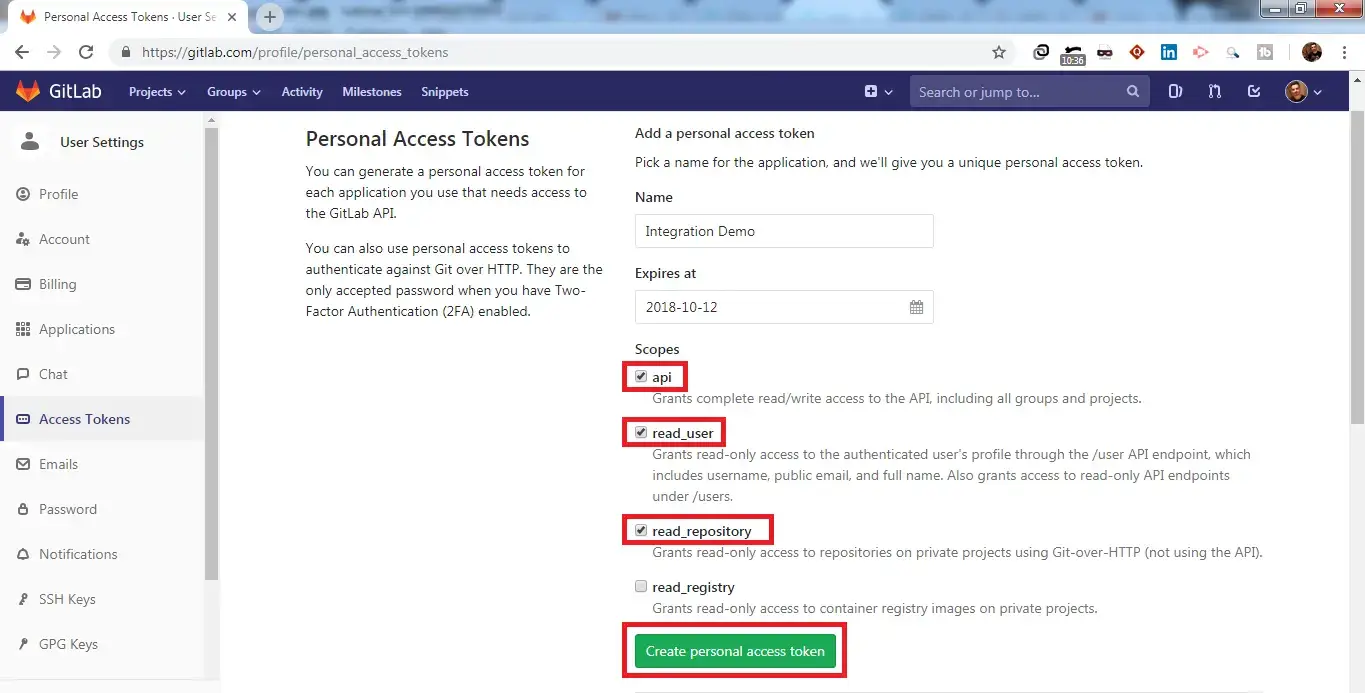 Personal Access Tokens · User Se
https://gitlab.com/profile/personal_access_tokens
10:36
GitLab
Projects
Groups
Activity
Milestones
Snippets
Search or jump to...
User Settings
Profile
Account
Billing
Applications
Chat
Access Tokens
Emails
Password
Notifications
SSH Keys
GPG Keys
Personal Access Tokens
You can generate a personal access token for
each application you use that needs access to
the GitLab API.
You can also use personal access tokens to
authenticate against Git over HTTP. They are the
only accepted password when you have Two-
Factor Authentication (2FA) enabled.
Add a personal access token
Pick a name for the application, and we'll give you a unique personal access token.
Name
Integration Demo
Expires at
2018-10-12
Scopes
api
Grants complete read/write access to the API, including all groups and projects.
read_user
Grants read-only access to the authenticated user's profile through the /user API endpoint, which
includes username, public email, and full name. Also grants access to read-only API endpoints
under /users.
read_repository
Grants read-only access to repositories on private projects using Git-over-HTTP (not using the API).
read_registry
Grants read-only access to container registry images on private projects.
Create personal access token